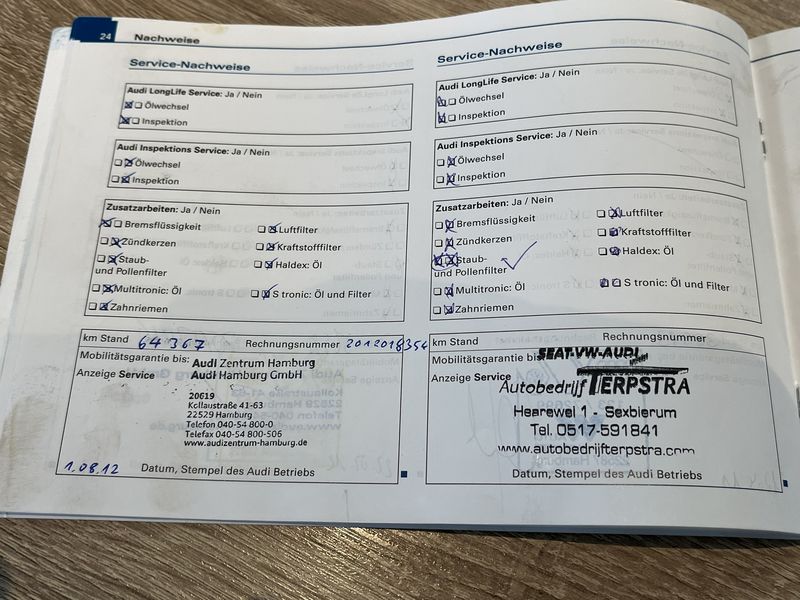 24
Nachweise
Service-Nachweise
Audi LongLife Service: Ja / Nein
Ölwechsel
Inspektion
Audi Inspektions Service: Ja / Nein
Ölwechsel
Inspektion
Zusatzarbeiten: Ja / Nein
Bremsflüssigkeit
Luftfilter
Zündkerzen
Kraftstofffilter
Staub-
und Pollenfilter
Haldex: Öl
Multitronic: Öl
S tronic: Öl und Filter
Zahnriemen
km Stand 64 367 Rechnungsnummer 2012018354
Mobilitätsgarantie bis:
Anzeige Service
Audi Zentrum Hamburg
Audi Hamburg GmbH
20619
Kollaustraße 41-63
22529 Hamburg
Telefon 040-54 800-0
Telefax 040-54 800-506
www.audizentrum-hamburg.de
1.08.12
Datum, Stempel des Audi Betriebs
Service-Nachweise
Audi LongLife Service: Ja / Nein
Ölwechsel
Inspektion
Audi Inspektions Service: Ja / Nein
Ölwechsel
Inspektion
Zusatzarbeiten: Ja / Nein
Bremsflüssigkeit
Luftfilter
Zündkerzen
Kraftstofffilter
Staub-
und Pollenfilter
Haldex: Öl
Multitronic: Öl
S tronic: Öl und Filter
Zahnriemen
km Stand Rechnungsnummer
Mobilitätsgarantie bis:
Anzeige Service
SEAT-VW-AUDI
Autobedrijf TERPSTRA
Hearewei 1 - Sexbierum
Tel. 0517-591841
www.autobedrijfterpstra.com
Datum, Stempel des Audi Betriebs